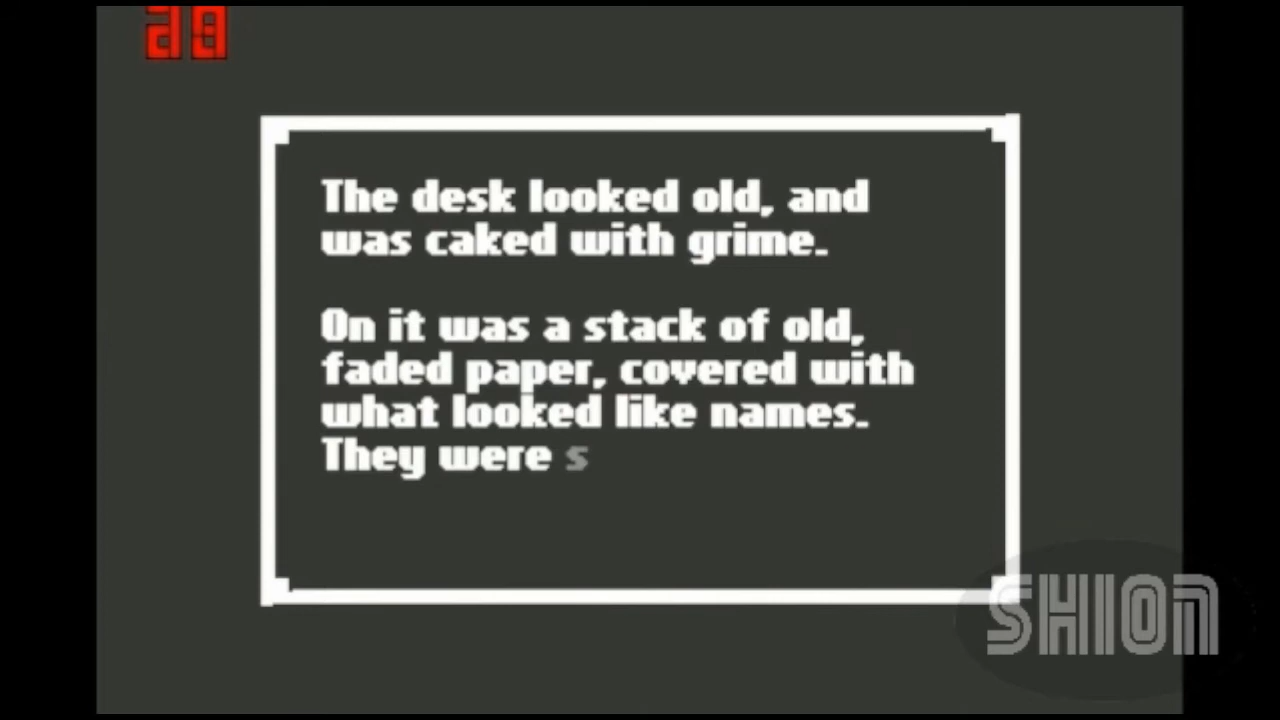 The desk looked old, and
was caked with grime.
On it was a stack of old,
faded paper, covered with
what looked like names.
They were s
SHION